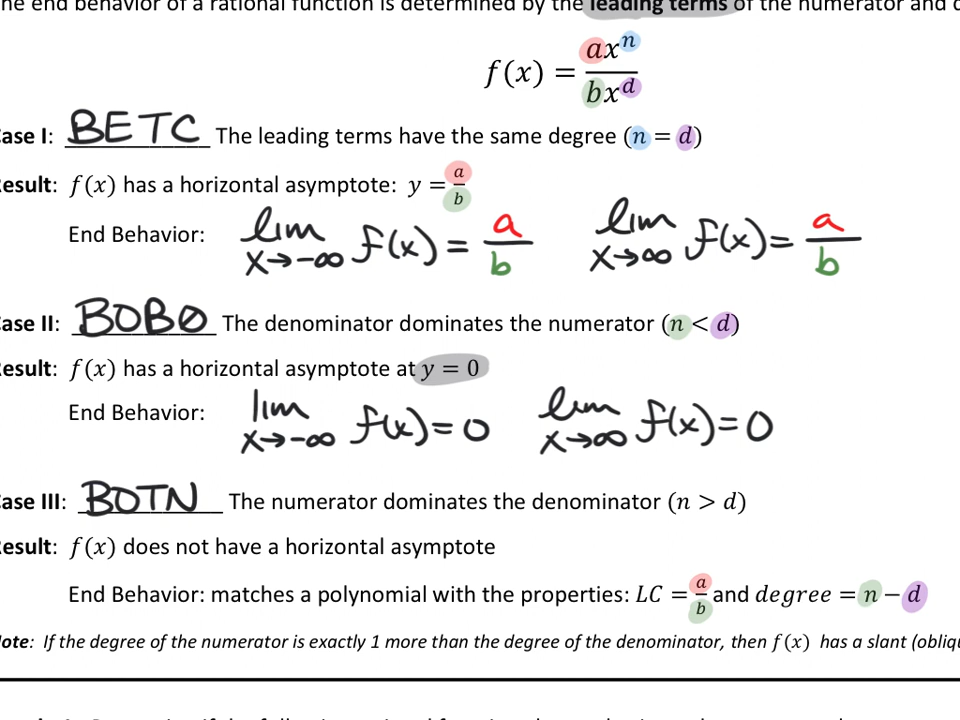 he end behavior of a rational function is determined by the leading terms of the numerator and
f(x) = ax^n / bx^d
ase I: BETC The leading terms have the same degree (n = d)
esult: f(x) has a horizontal asymptote: y = a/b
End Behavior: lim x→-∞ f(x) = a/b lim x→∞ f(x) = a/b
ase II: BOBO The denominator dominates the numerator (n < d)
esult: f(x) has a horizontal asymptote at y = 0
End Behavior: lim x→-∞ f(x) = 0 lim x→∞ f(x) = 0
ase III: BOTN The numerator dominates the denominator (n > d)
esult: f(x) does not have a horizontal asymptote
End Behavior: matches a polynomial with the properties: LC = a/b and degree = n − d
ote: If the degree of the numerator is exactly 1 more than the degree of the denominator, then f(x) has a slant (obliq